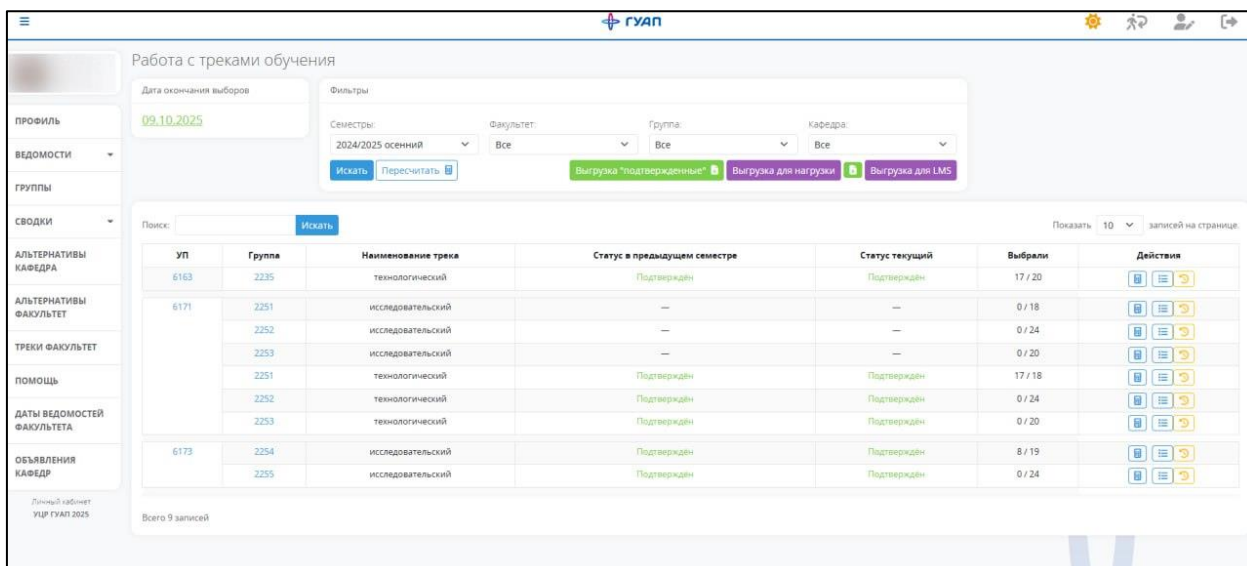 ГУАП
Работа с треками обучения
Дата окончания выборов
09.10.2025
Фильтры
Семестры: Факультет: Группа: Кафедра:
2024/2025 осенний Все Все Все
Искать Пересчитать Выгрузка "подтвержденные" Выгрузка для нагрузки Выгрузка для LMS
ПРОФИЛЬ
ВЕДОМОСТИ
ГРУППЫ
СВОДКИ
АЛЬТЕРНАТИВЫ
КАФЕДРА
АЛЬТЕРНАТИВЫ
ФАКУЛЬТЕТ
ТРЕКИ ФАКУЛЬТЕТ
ПОМОЩЬ
ДАТЫ ВЕДОМОСТЕЙ
ФАКУЛЬТЕТА
ОБЪЯВЛЕНИЯ
КАФЕДР
Личный кабинет
УЦР ГУАП 2025
Поиск: Искать Показать 10 записей на странице.
УП Группа Наименование трека Статус в предыдущем семестре Статус текущий Выбрали Действия
6163 2235 технологический Подтверждён Подтверждён 17 / 20
6171 2251 исследовательский — — 0 / 18
2252 исследовательский — — 0 / 24
2253 исследовательский — — 0 / 20
2251 технологический Подтверждён Подтверждён 17 / 18
2252 технологический Подтверждён Подтверждён 0 / 24
2253 технологический Подтверждён Подтверждён 0 / 20
6173 2254 исследовательский Подтверждён Подтверждён 8 / 19
2255 исследовательский Подтверждён Подтверждён 0 / 24
Всего 9 записей